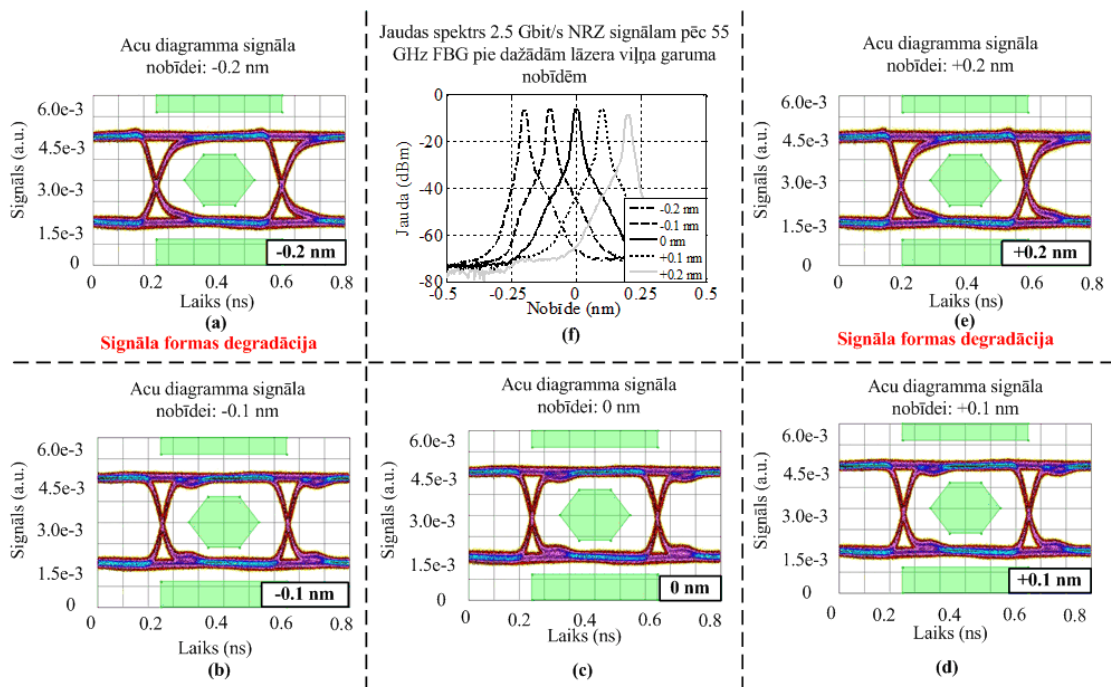 Acu diagramma signāla
nobīdei: -0.2 nm
6.0e-3
4.5e-3
3.0e-3
1.5e-3
0
Signāls (a.u.)
-0.2 nm
0 0.2 0.4 0.6 0.8
Laiks (ns)
(a)
Signāla formas degradācija
Jaudas spektrs 2.5 Gbit/s NRZ signālam pēc 55
GHz FBG pie dažādām lāzera viļņa garuma
nobīdēm
0
-20
-40
-60
-80
Jauda (dBm)
-0.2 nm
-0.1 nm
0 nm
+0.1 nm
+0.2 nm
-0.5 -0.25 0 0.25 0.5
Nobīde (nm)
(f)
Acu diagramma signāla
nobīdei: +0.2 nm
6.0e-3
4.5e-3
3.0e-3
1.5e-3
0
Signāls (a.u.)
+0.2 nm
0 0.2 0.4 0.6 0.8
Laiks (ns)
(e)
Signāla formas degradācija
Acu diagramma signāla
nobīdei: -0.1 nm
6.0e-3
4.5e-3
3.0e-3
1.5e-3
0
Signāls (a.u.)
-0.1 nm
0 0.2 0.4 0.6 0.8
Laiks (ns)
(b)
Acu diagramma signāla
nobīdei: 0 nm
6.0e-3
4.5e-3
3.0e-3
1.5e-3
0
Signāls (a.u.)
0 nm
0 0.2 0.4 0.6 0.8
Laiks (ns)
(c)
Acu diagramma signāla
nobīdei: +0.1 nm
6.0e-3
4.5e-3
3.0e-3
1.5e-3
0
Signāls (a.u.)
+0.1 nm
0 0.2 0.4 0.6 0.8
Laiks (ns)
(d)